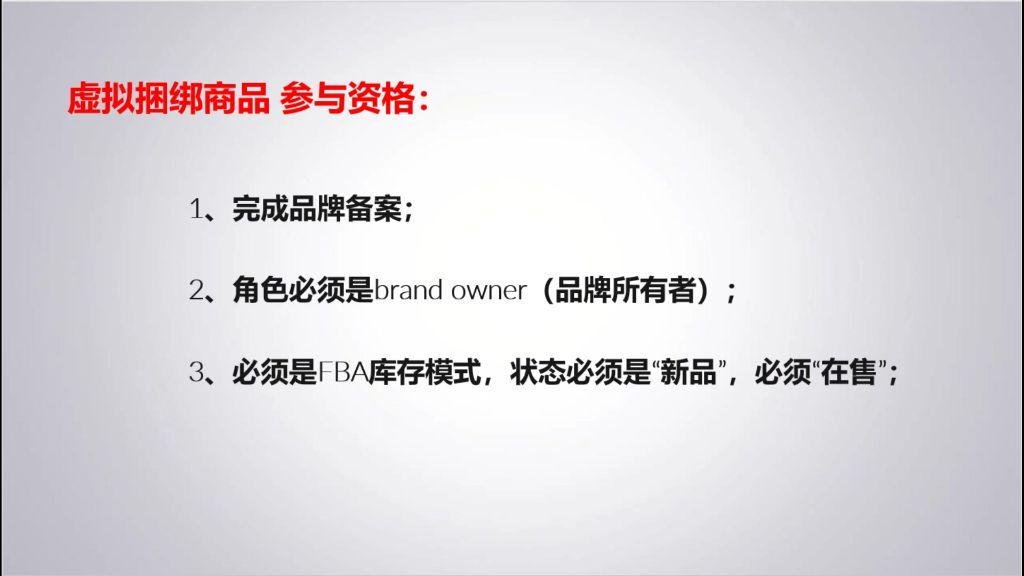 虚拟捆绑商品 参与资格：
1、完成品牌备案；
2、角色必须是brand owner（品牌所有者）；
3、必须是FBA库存模式，状态必须是“新品”，必须“在售”；